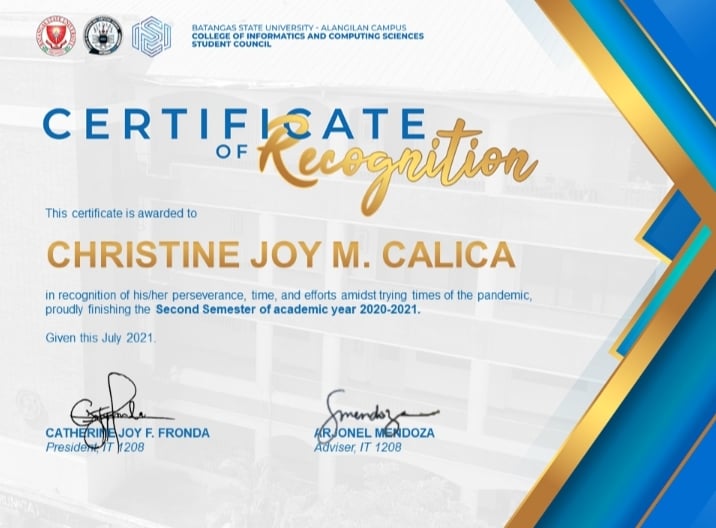 BATANGAS STATE UNIVERSITY - ALANGILAN CAMPUS
COLLEGE OF INFORMATICS AND COMPUTING SCIENCES
STUDENT COUNCIL
CERTIFICATE
OF Recognition
This certificate is awarded to
CHRISTINE JOY M. CALICA
in recognition of his/her perseverance, time, and efforts amidst trying times of the pandemic,
proudly finishing the Second Semester of academic year 2020-2021.
Given this July 2021.
CATHERINE JOY F. FRONDA
President, IT 1208
ARJONEL MENDOZA
Adviser, IT 1208